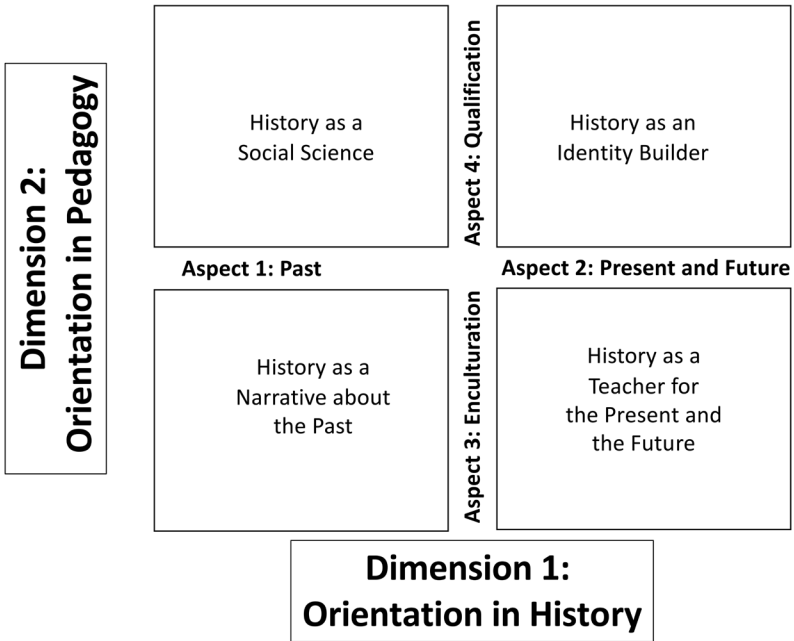 Dimension 2:
Orientation in Pedagogy
History as a
Social Science
Aspect 4: Qualification
History as an
Identity Builder
Aspect 1: Past
Aspect 2: Present and Future
History as a
Narrative about
the Past
Aspect 3: Enculturation
History as a
Teacher for
the Present and
the Future
Dimension 1:
Orientation in History